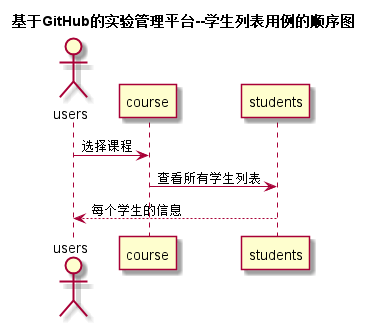 基于GitHub的实验管理平台--学生列表用例的顺序图
users
course
students
选择课程
查看所有学生列表
每个学生的信息
users
course
students